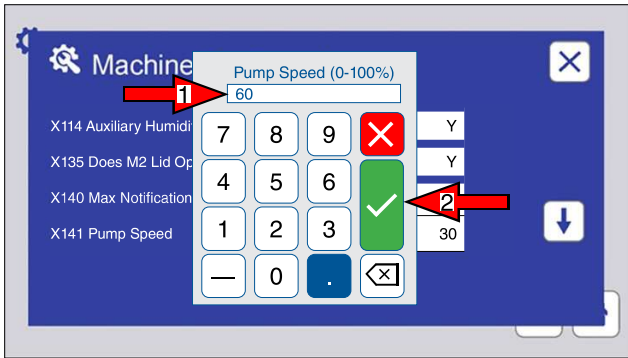 Machine
Pump Speed (0-100%)
1
60
X114 Auxiliary Humidi
Y
7 8 9
X135 Does M2 Lid Op
Y
4 5 6
X140 Max Notification
2
X141 Pump Speed
30
1 2 3
— 0 .